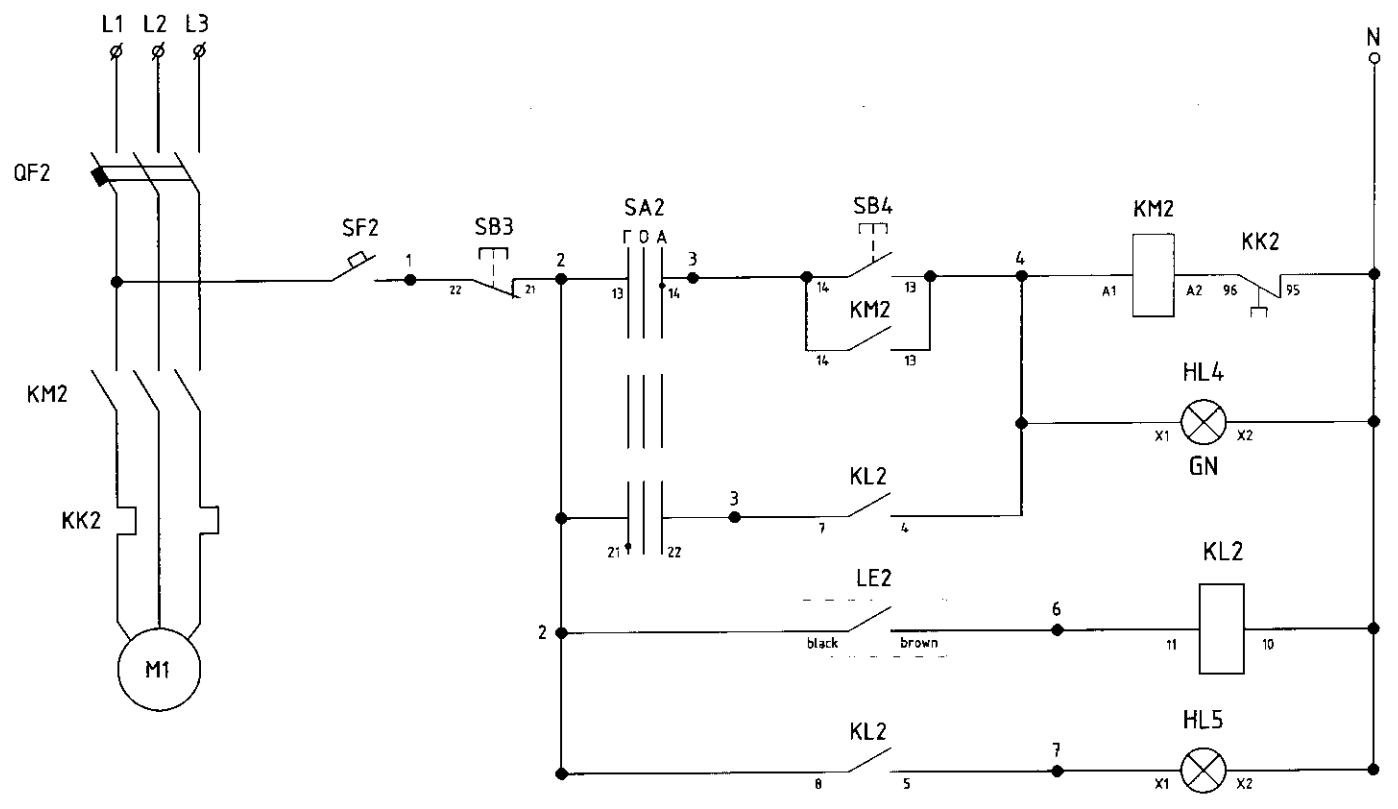 L1 L2 L3
N
QF2
SF2
SB3
SA2
SB4
KM2
KK2
Г О А
1
2
3
4
22
21
13
14
14
13
A1
A2
96
95
KM2
14
13
KM2
HL4
X1
X2
GN
KK2
KL2
3
7
4
21
22
KL2
LE2
6
2
black
brown
11
10
M1
KL2
HL5
7
8
5
X1
X2